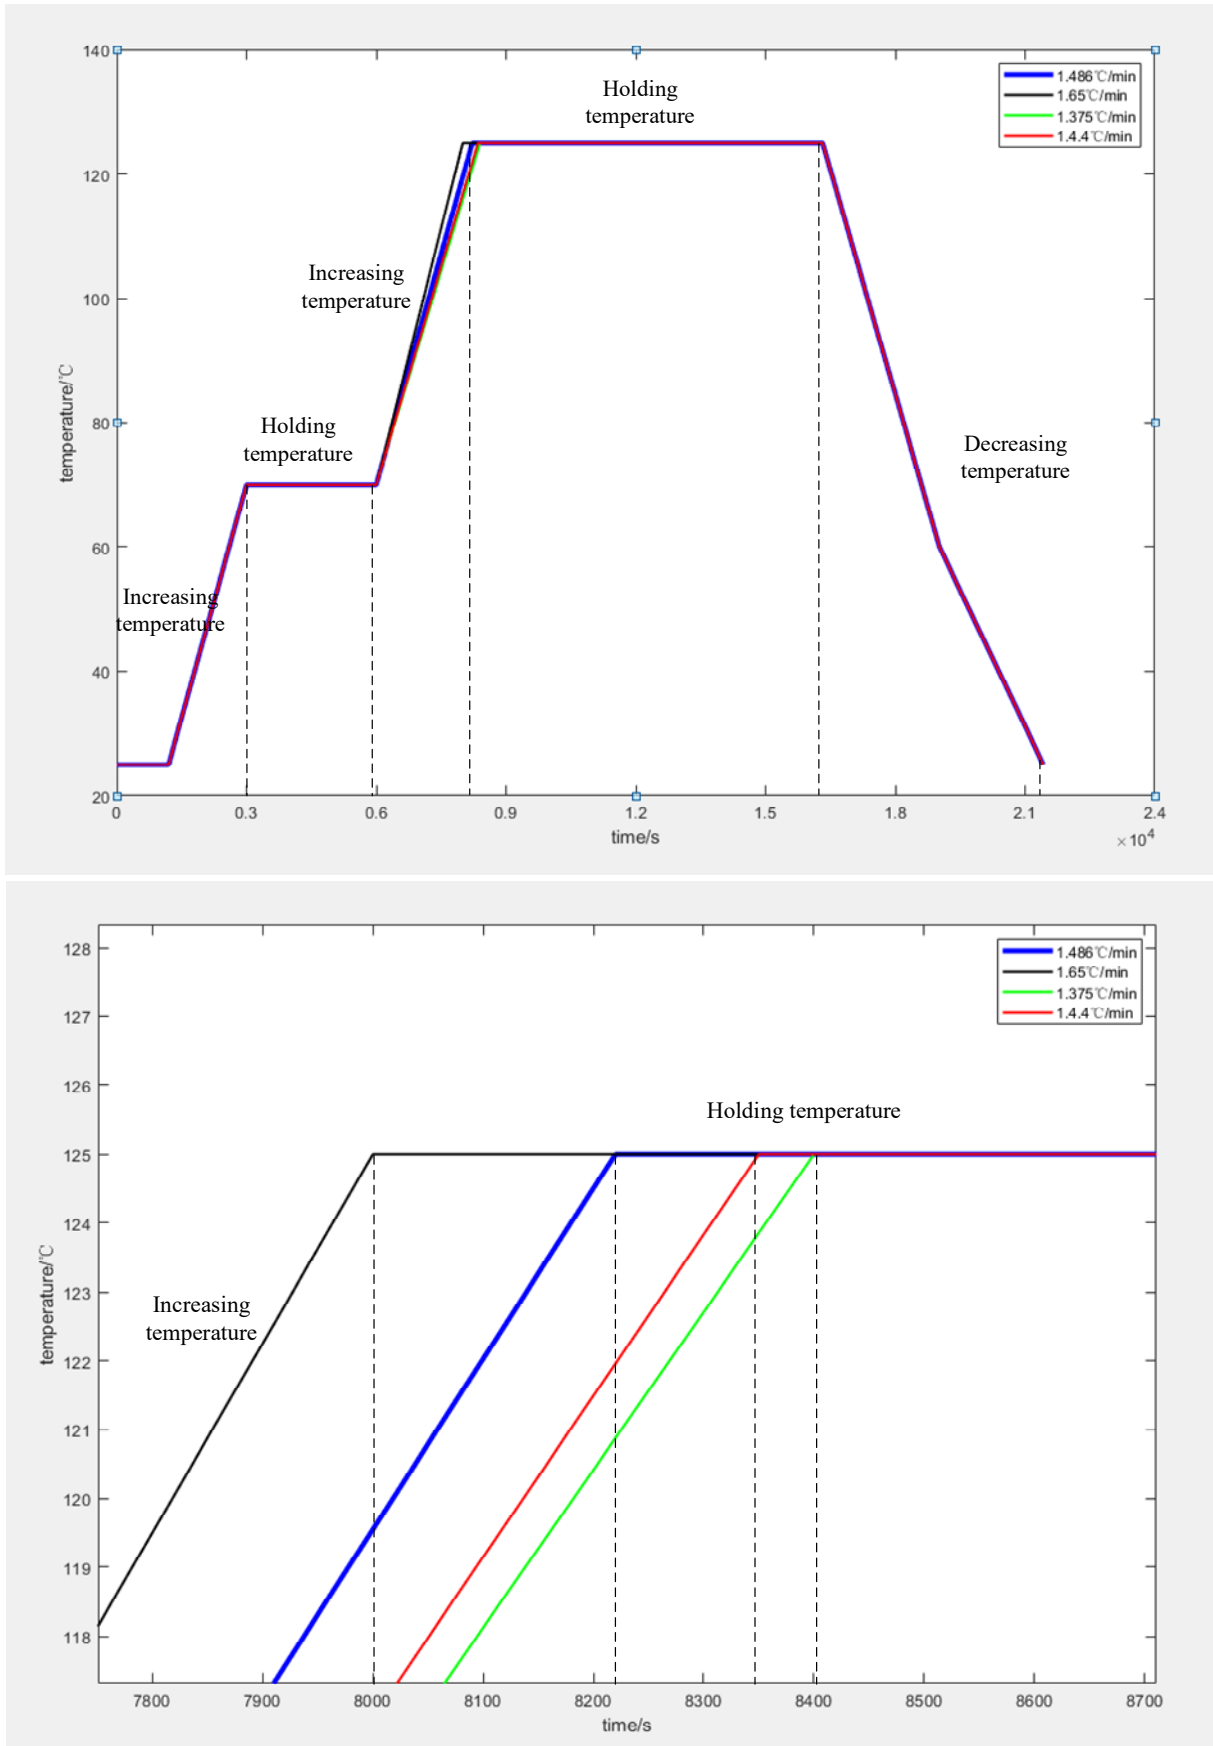 140
120
100
80
60
40
20
temperature/℃
Holding
temperature
1.486℃/min
1.65℃/min
1.375℃/min
1.4.4℃/min
Increasing
temperature
Holding
temperature
Decreasing
temperature
Increasing
temperature
0 0.3 0.6 0.9 1.2 1.5 1.8 2.1 2.4
time/s
×10⁴
128
127
126
125
124
123
122
121
120
119
118
temperature/℃
1.486℃/min
1.65℃/min
1.375℃/min
1.4.4℃/min
Holding temperature
Increasing
temperature
7800 7900 8000 8100 8200 8300 8400 8500 8600 8700
time/s